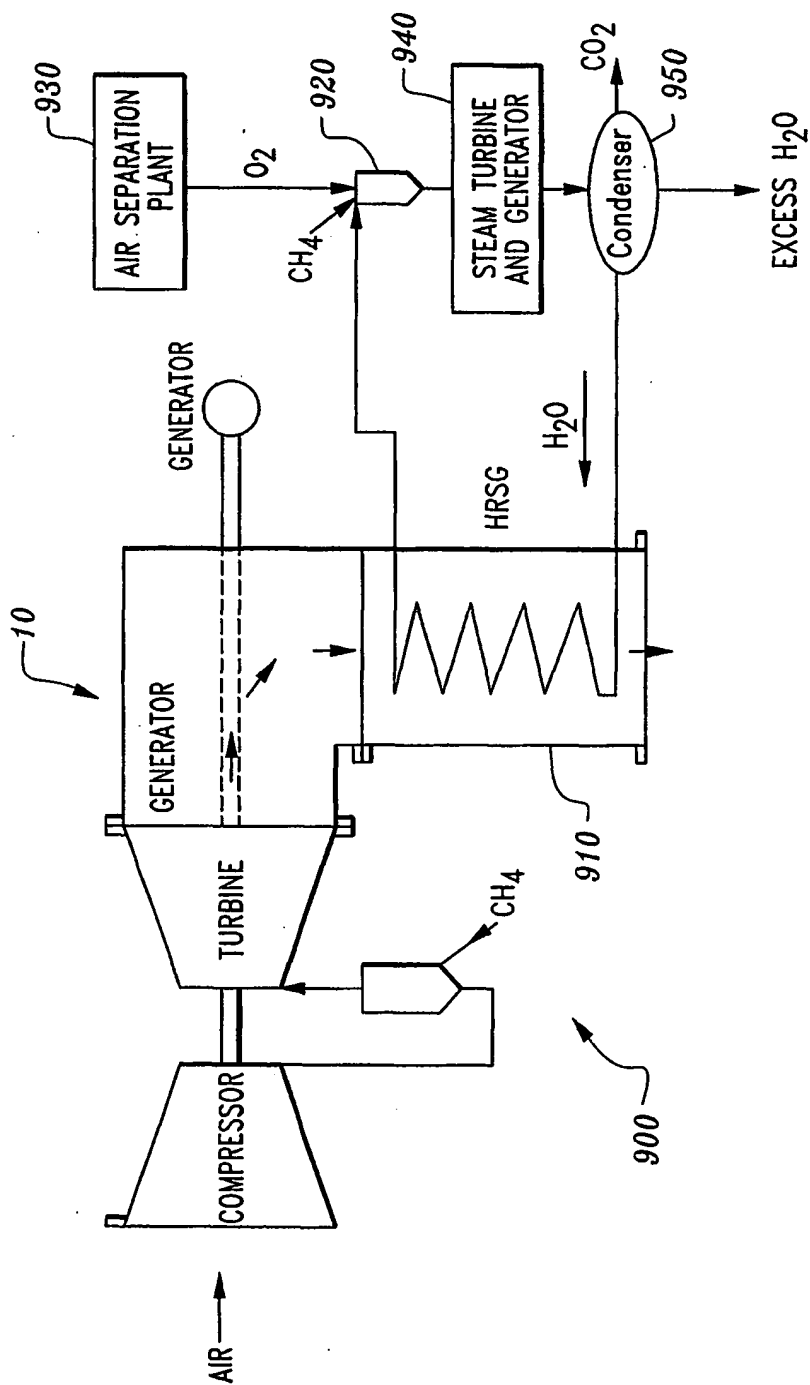 AIR
COMPRESSOR
TURBINE
GENERATOR
10
GENERATOR
CH4
900
910
HRSG
H2O
930
AIR SEPARATION
PLANT
O2
CH4
920
940
STEAM TURBINE
AND GENERATOR
Condenser
950
CO2
EXCESS H2O